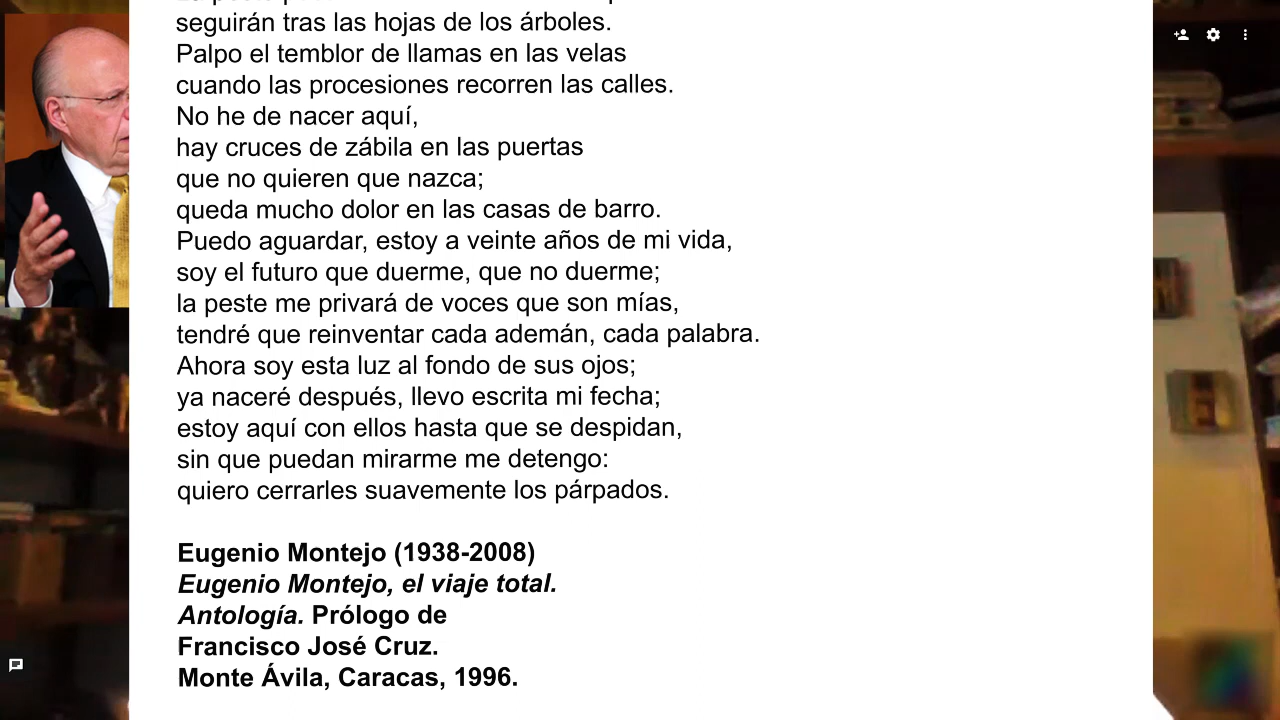 seguirán tras las hojas de los árboles.
Palpo el temblor de llamas en las velas
cuando las procesiones recorren las calles.
No he de nacer aquí,
hay cruces de zábila en las puertas
que no quieren que nazca;
queda mucho dolor en las casas de barro.
Puedo aguardar, estoy a veinte años de mi vida,
soy el futuro que duerme, que no duerme;
la peste me privará de voces que son mías,
tendré que reinventar cada ademán, cada palabra.
Ahora soy esta luz al fondo de sus ojos;
ya naceré después, llevo escrita mi fecha;
estoy aquí con ellos hasta que se despidan,
sin que puedan mirarme me detengo:
quiero cerrarles suavemente los párpados.
Eugenio Montejo (1938-2008)
Eugenio Montejo, el viaje total.
Antología. Prólogo de
Francisco José Cruz.
Monte Ávila, Caracas, 1996.